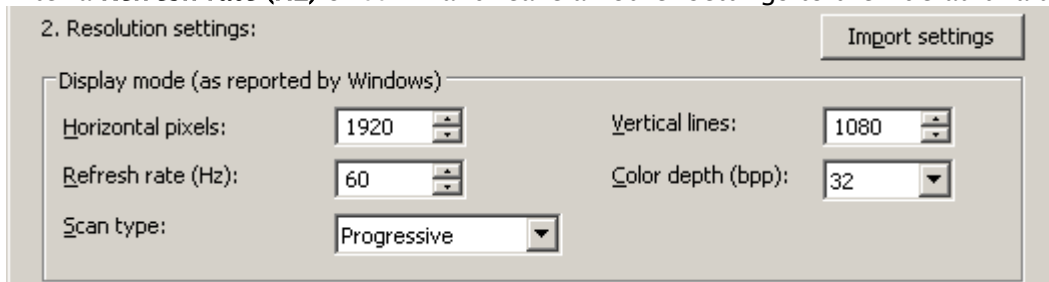 2. Resolution settings:
Import settings
Display mode (as reported by Windows)
Horizontal pixels: 1920 Vertical lines: 1080
Refresh rate (Hz): 60 Color depth (bpp): 32
Scan type: Progressive